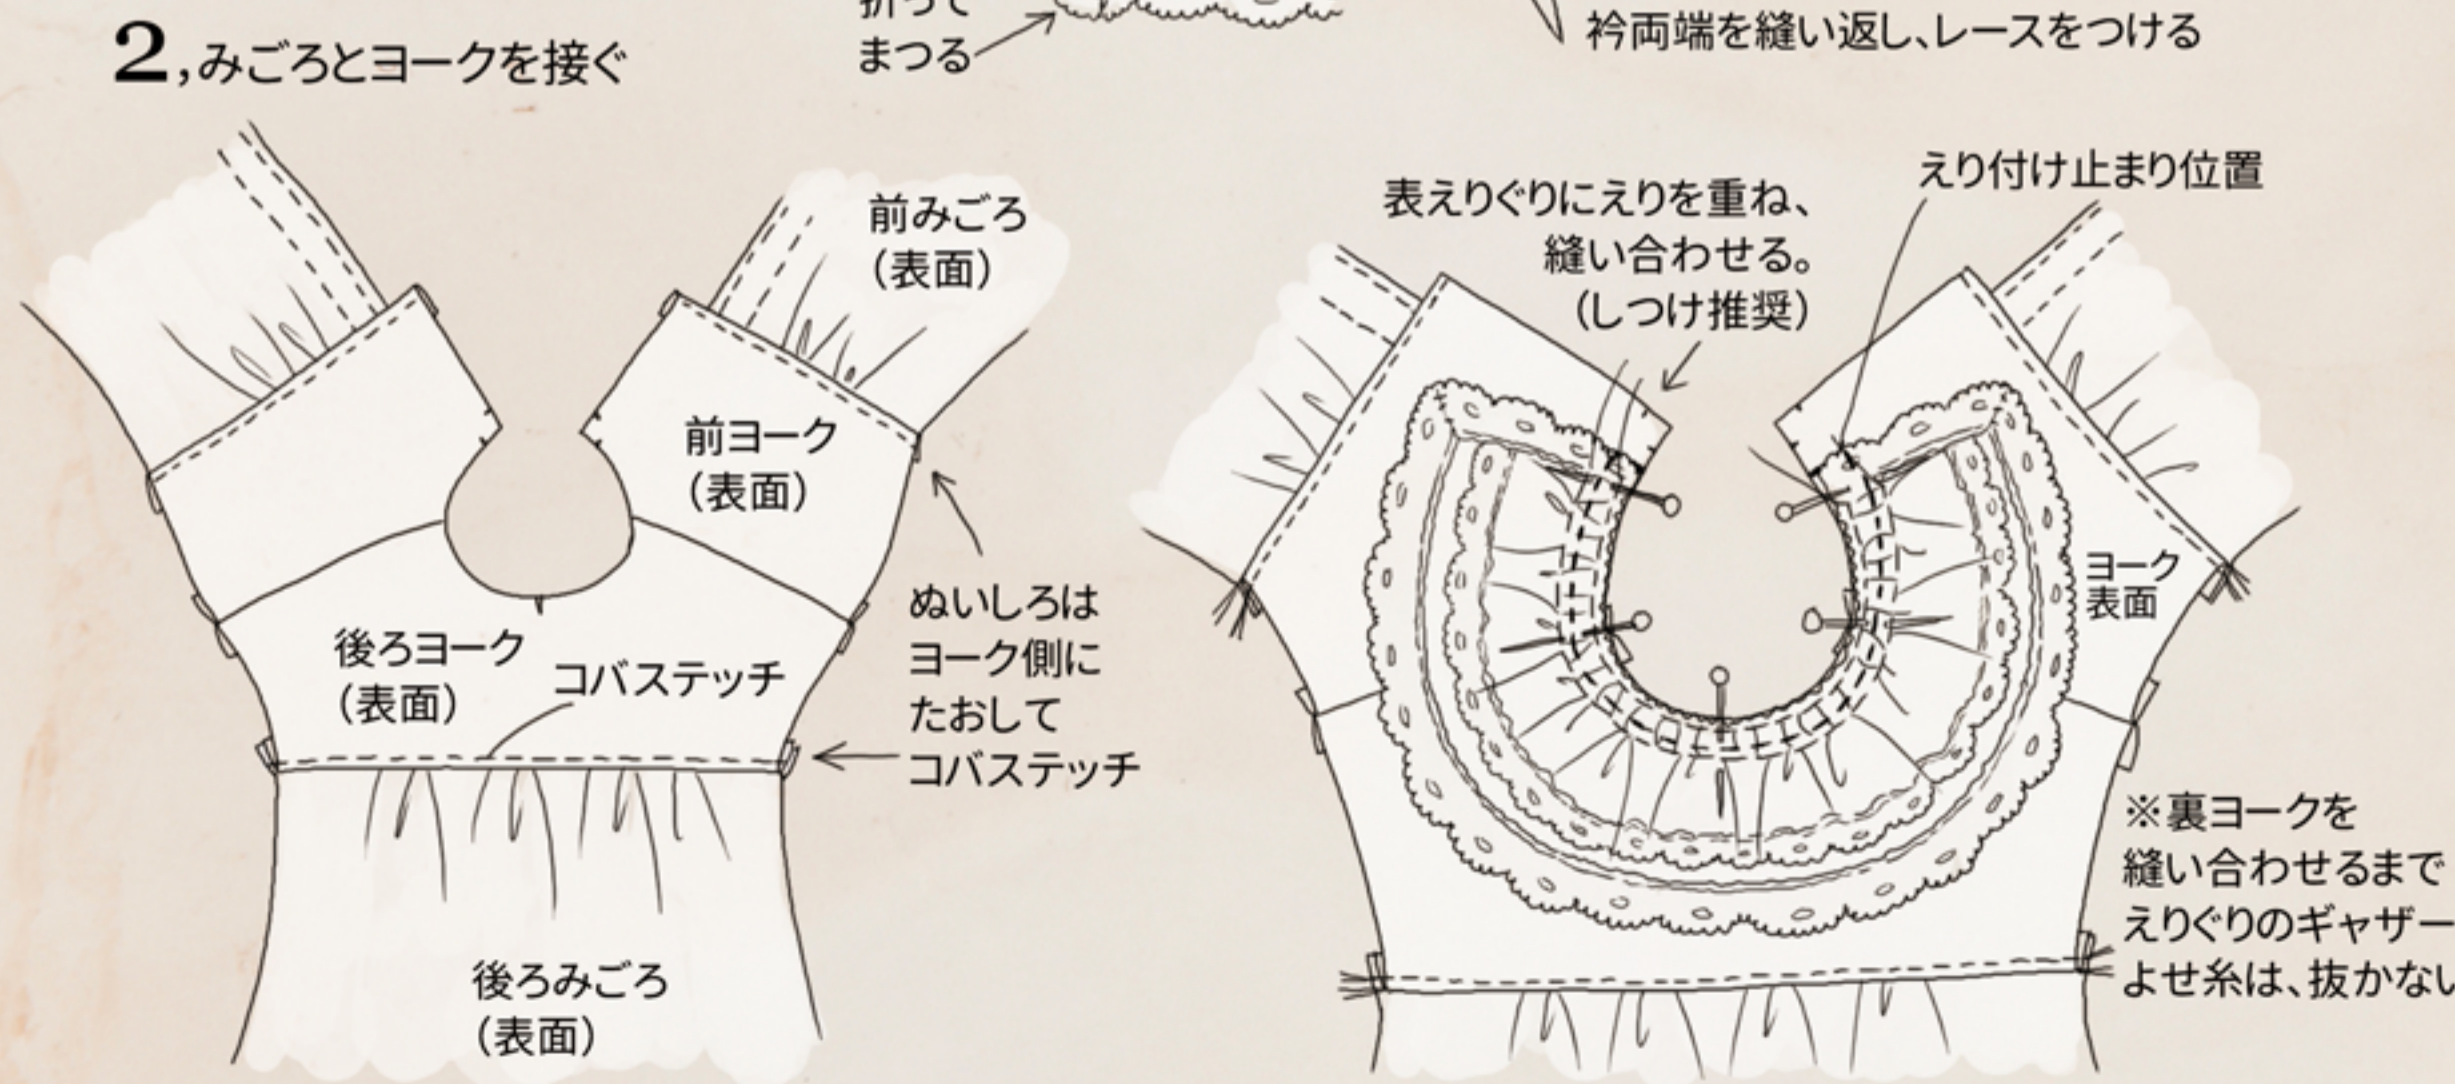 折って
まつる
衿両端を縫い返し、レースをつける
2,みごろとヨークを接ぐ
前みごろ
(表面)
前ヨーク
(表面)
後ろヨーク
(表面)
コバステッチ
ぬいしろは
ヨーク側に
たおして
コバステッチ
後ろみごろ
(表面)
表えりぐりにえりを重ね、
縫い合わせる。
(しつけ推奨)
えり付け止まり位置
ヨーク
表面
※裏ヨークを
縫い合わせるまで
えりぐりのギャザー
よせ糸は、抜かない